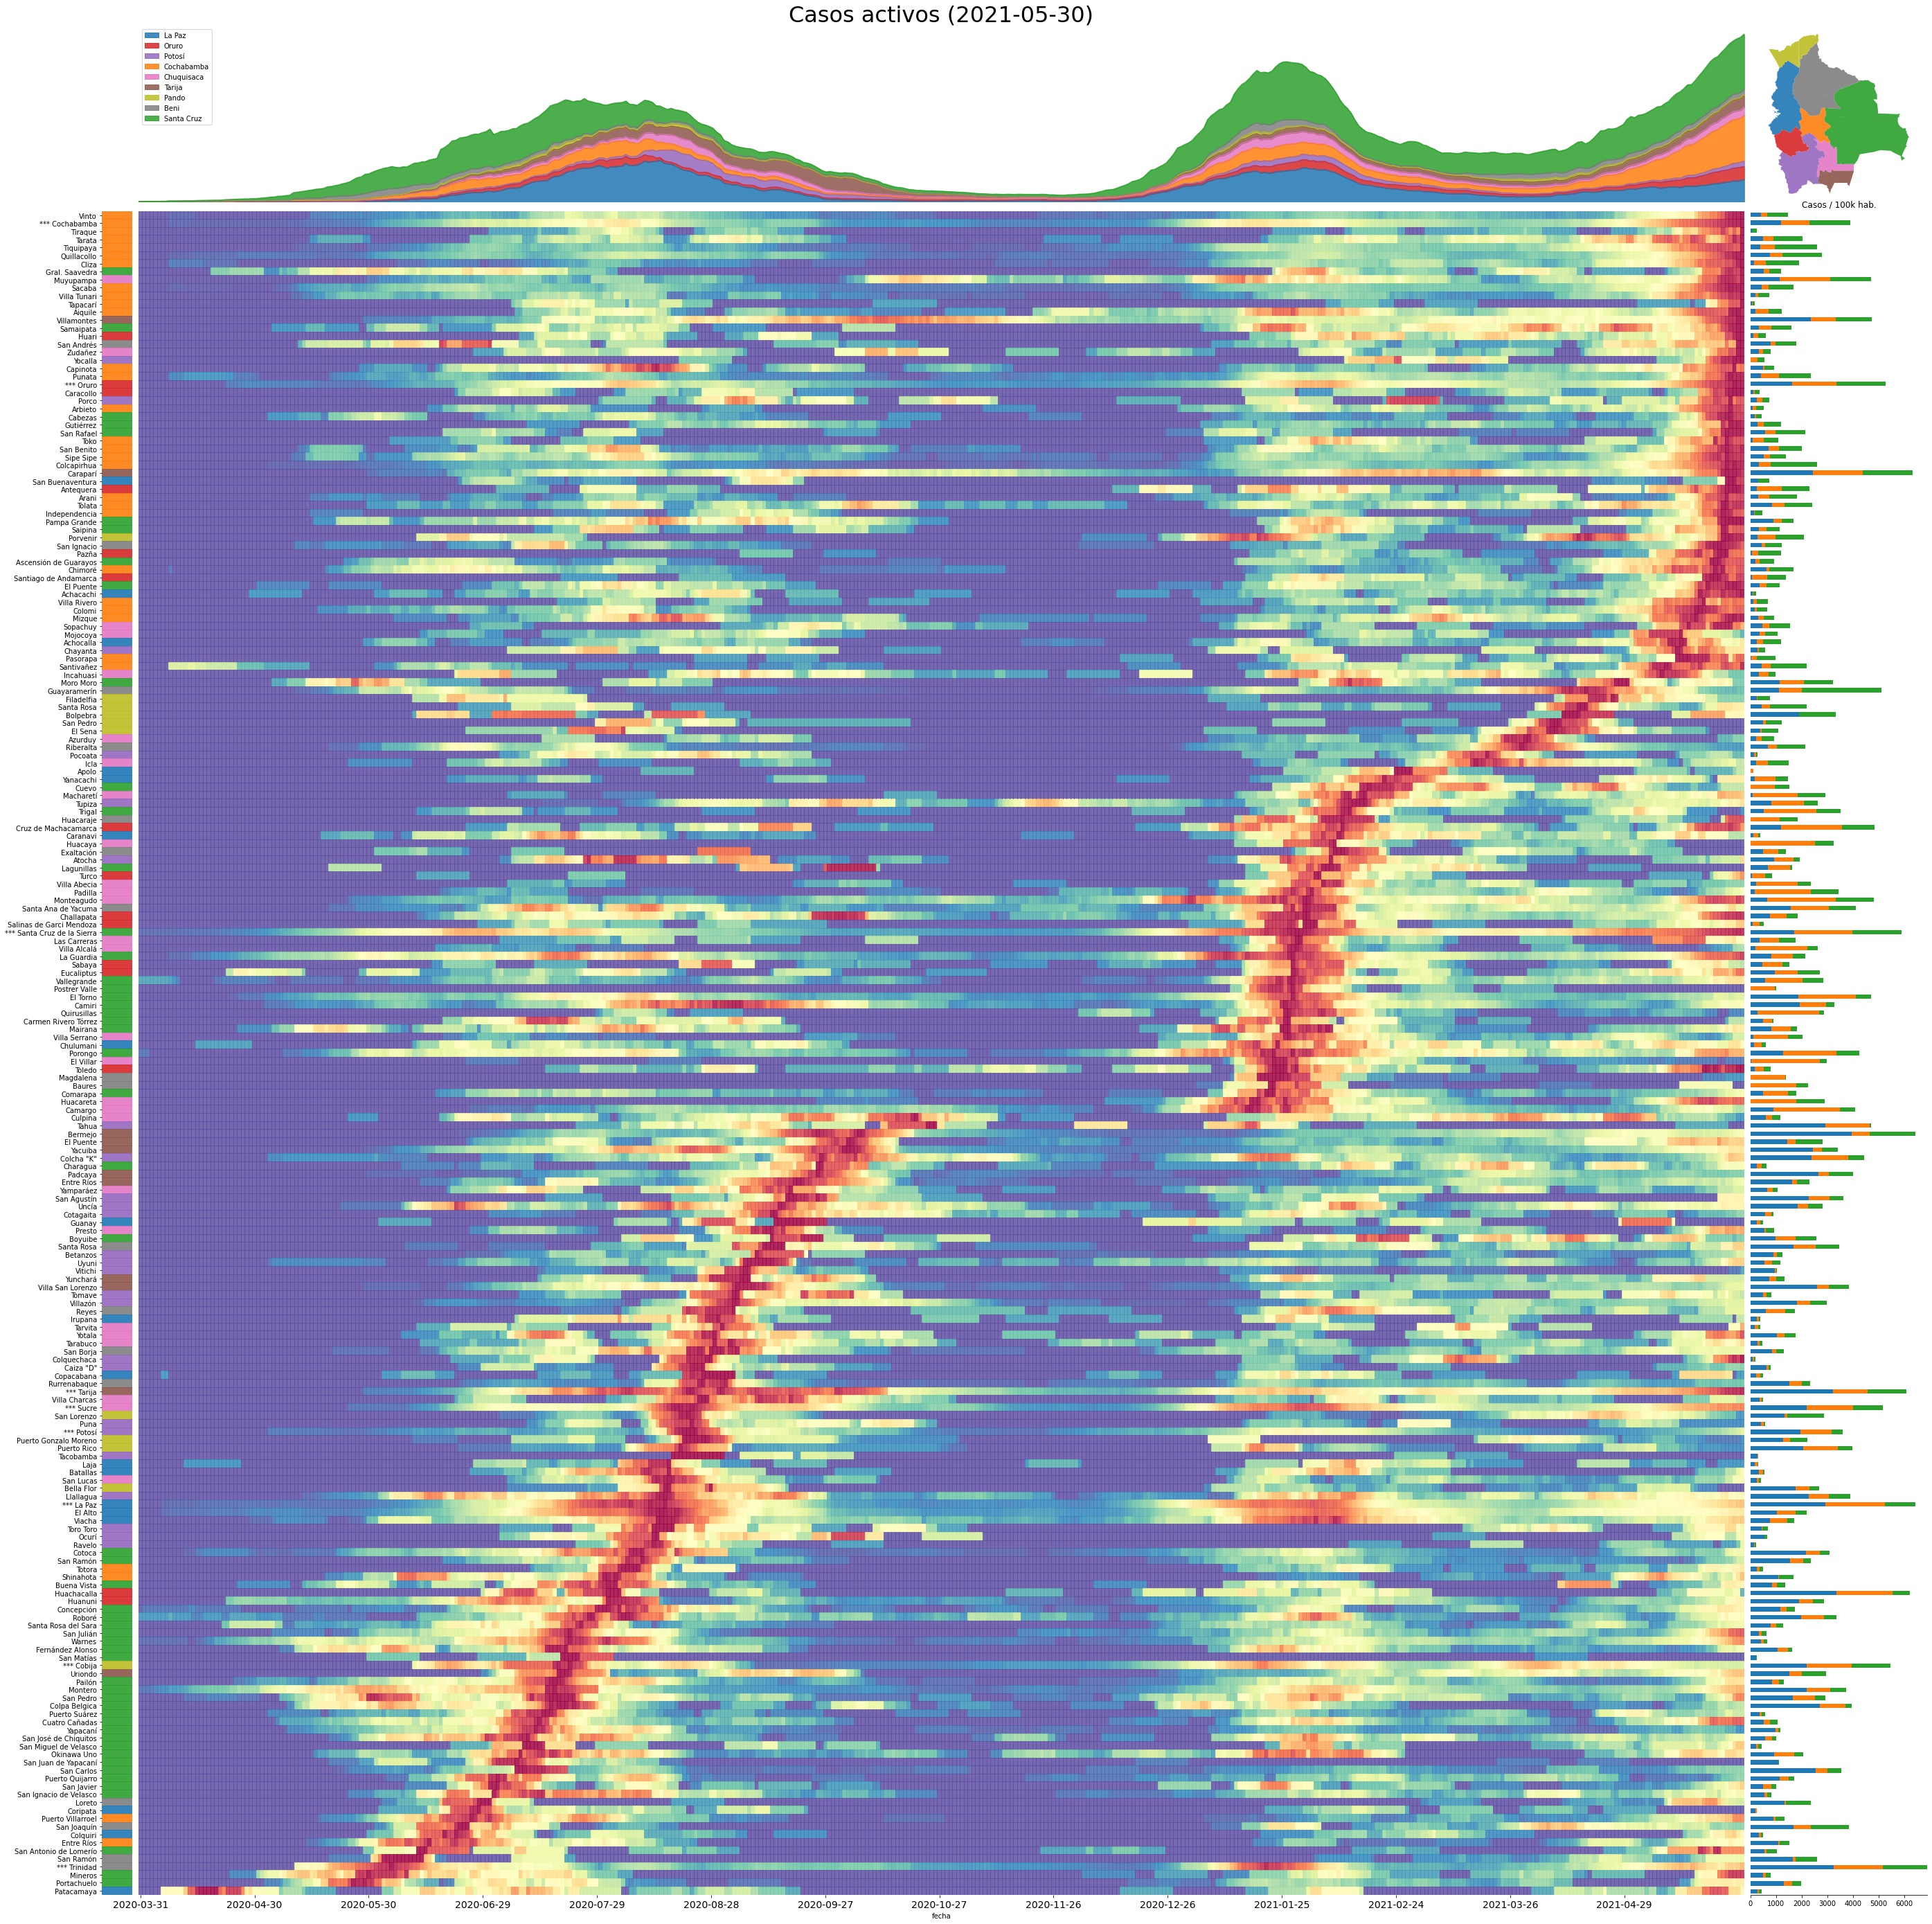 Casos activos (2021-05-30)
La Paz
Oruro
Potosí
Cochabamba
Chuquisaca
Tarija
Pando
Beni
Santa Cruz
Casos / 100k hab.
Vinto
*** Cochabamba
Tiraque
Tarata
Tiquipaya
Quillacollo
Cliza
Gral. Saavedra
Muyupampa
Sacaba
Villa Tunari
Tapacarí
Aiquile
Villamontes
Samaipata
Huari
San Andrés
Zudañez
Yocalla
Capinota
Punata
*** Oruro
Caracollo
Porco
Arbieto
Cabezas
Gutiérrez
San Rafael
Toko
San Benito
Sipe Sipe
Colcapirhua
Caraparí
San Buenaventura
Antequera
Arani
Tolata
Independencia
Pampa Grande
Saipina
Porvenir
San Ignacio
Pazña
Ascensión de Guarayos
Chimoré
Santiago de Andamarca
El Puente
Achacachi
Villa Rivero
Colomi
Mizque
Sopachuy
Mojocoya
Achocalla
Chayanta
Pasorapa
Santivañez
Incahuasi
Moro Moro
Guayaramerín
Filadelfia
Santa Rosa
Bolpebra
San Pedro
El Sena
Azurduy
Riberalta
Pocoata
Icla
Apolo
Yanacachi
Cuevo
Macharetí
Tupiza
Trigal
Huacaraje
Cruz de Machacamarca
Caranavi
Huacaya
Exaltación
Atocha
Lagunillas
Turco
Villa Abecia
Padilla
Monteagudo
Santa Ana de Yacuma
Challapata
Salinas de Garci Mendoza
*** Santa Cruz de la Sierra
Las Carreras
Villa Alcalá
La Guardia
Sabaya
Eucaliptus
Vallegrande
Postrer Valle
El Torno
Camiri
Quirusillas
Carmen Rivero Tórrez
Mairana
Villa Serrano
Chulumani
Porongo
El Villar
Toledo
Magdalena
Baures
Comarapa
Huacareta
Camargo
Culpina
Tahua
Bermejo
El Puente
Yacuiba
Colcha "K"
Charagua
Padcaya
Entre Ríos
Yamparáez
San Agustín
Uncía
Cotagaita
Guanay
Presto
Boyuibe
Santa Rosa
Betanzos
Uyuni
Vitichi
Yunchará
Villa San Lorenzo
Tomave
Villazón
Reyes
Irupana
Tarvita
Yotala
Tarabuco
San Borja
Colquechaca
Caiza "D"
Copacabana
Rurrenabaque
*** Tarija
Villa Charcas
*** Sucre
San Lorenzo
Puna
*** Potosí
Puerto Gonzalo Moreno
Puerto Rico
Tacobamba
Laja
Batallas
San Lucas
Bella Flor
Llallagua
*** La Paz
El Alto
Viacha
Toro Toro
Ocurí
Ravelo
Cotoca
San Ramón
Totora
Shinahota
Buena Vista
Huachacalla
Huanuni
Concepción
Roboré
Santa Rosa del Sara
San Julián
Warnes
Fernández Alonso
San Matías
*** Cobija
Uriondo
Pailón
Montero
San Pedro
Colpa Belgica
Puerto Suárez
Cuatro Cañadas
Yapacaní
San José de Chiquitos
San Miguel de Velasco
Okinawa Uno
San Juan de Yapacaní
San Carlos
Puerto Quijarro
San Javier
San Ignacio de Velasco
Loreto
Coripata
Puerto Villarroel
San Joaquín
Colquiri
Entre Ríos
San Antonio de Lomerío
San Ramón
*** Trinidad
Mineros
Portachuelo
Patacamaya
2020-03-31 2020-04-30 2020-05-30 2020-06-29 2020-07-29 2020-08-28 2020-09-27 2020-10-27 2020-11-26 2020-12-26 2021-01-25 2021-02-24 2021-03-26 2021-04-29
0 1000 2000 3000 4000 5000 6000
fecha